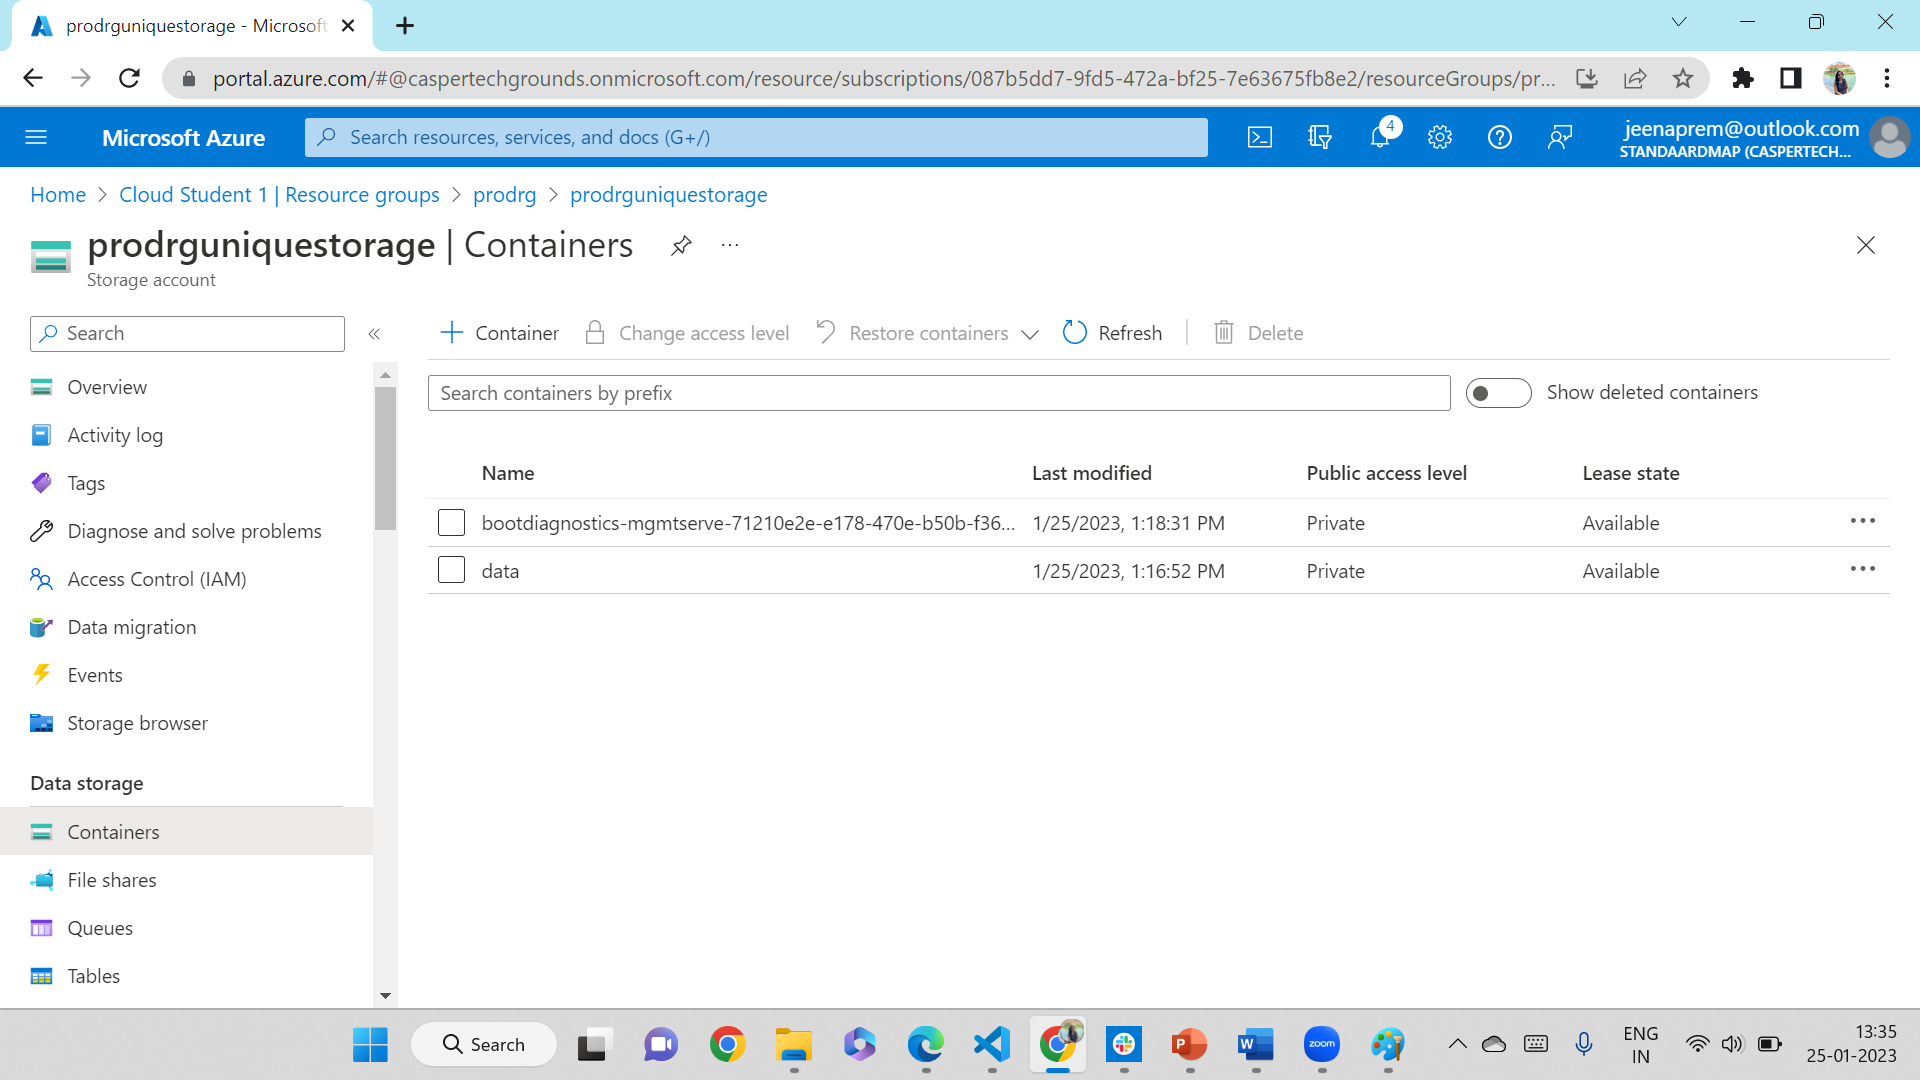 prodrguniquestorage - Microsoft
portal.azure.com/#@caspertechgrounds.onmicrosoft.com/resource/subscriptions/087b5dd7-9fd5-472a-bf25-7e63675fb8e2/resourceGroups/pr...
Microsoft Azure
Search resources, services, and docs (G+/)
4
jeenaprem@outlook.com
STANDAARDMAP (CASPERTECH...
Home > Cloud Student 1 | Resource groups > prodrg > prodrguniquestorage
prodrguniquestorage | Containers
...
Storage account
Search
«
Container
Change access level
Restore containers
Refresh
Delete
Search containers by prefix
Show deleted containers
Name Last modified Public access level Lease state
bootdiagnostics-mgmtserve-71210e2e-e178-470e-b50b-f36... 1/25/2023, 1:18:31 PM Private Available
data 1/25/2023, 1:16:52 PM Private Available
Overview
Activity log
Tags
Diagnose and solve problems
Access Control (IAM)
Data migration
Events
Storage browser
Data storage
Containers
File shares
Queues
Tables
Search
P
W
zoom
ENG
IN
13:35
25-01-2023